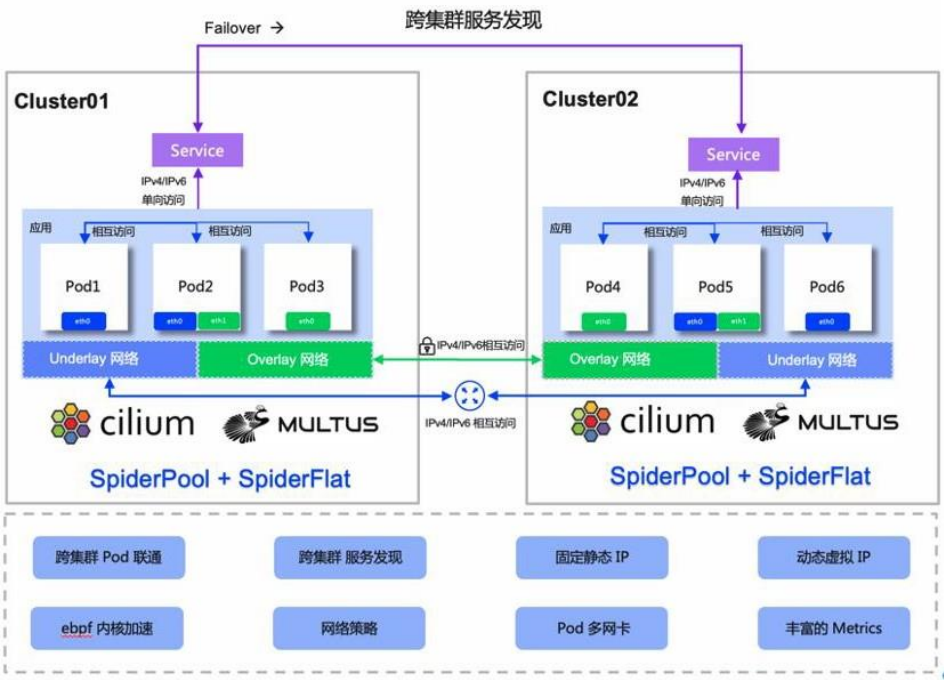 跨集群服务发现
Failover →
Cluster01
Service
IPv4/IPv6
单向访问
应用
相互访问
相互访问
Pod1
Pod2
Pod3
eth0
eth0
eth1
eth0
Underlay 网络
Overlay 网络
cilium
MULTUS
SpiderPool + SpiderFlat
IPv4/IPv6相互访问
IPv4/IPv6 相互访问
Cluster02
Service
IPv4/IPv6
单向访问
应用
相互访问
相互访问
Pod4
Pod5
Pod6
eth0
eth0
eth1
eth0
Overlay 网络
Underlay 网络
cilium
MULTUS
SpiderPool + SpiderFlat
跨集群 Pod 联通
跨集群 服务发现
固定静态 IP
动态虚拟 IP
ebpf 内核加速
网络策略
Pod 多网卡
丰富的 Metrics